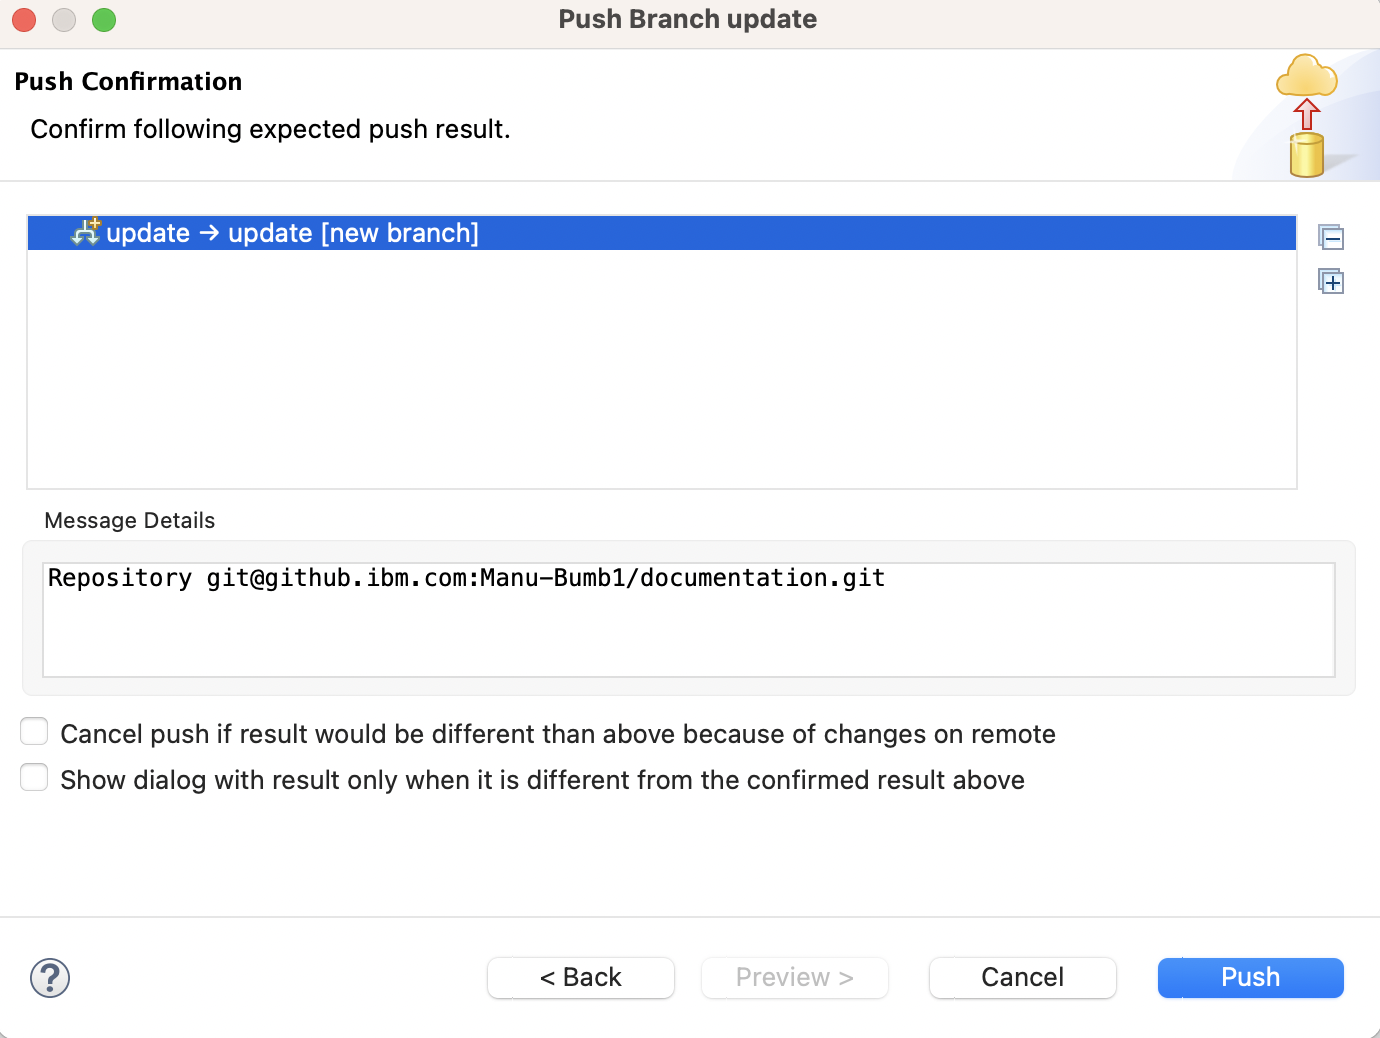 Push Branch update
Push Confirmation
Confirm following expected push result.
update → update [new branch]
Message Details
Repository git@github.ibm.com:Manu-Bumb1/documentation.git
Cancel push if result would be different than above because of changes on remote
Show dialog with result only when it is different from the confirmed result above
? < Back Preview > Cancel Push